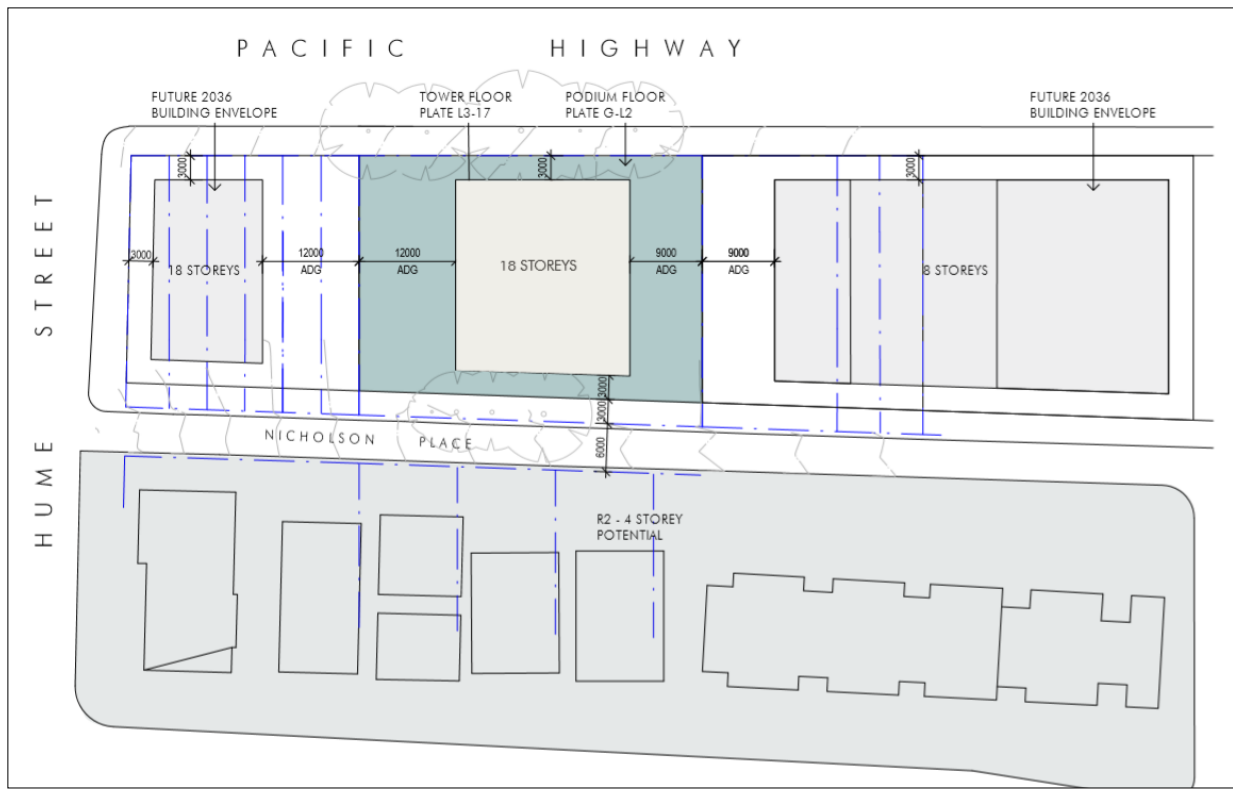 PACIFIC HIGHWAY
FUTURE 2036
BUILDING ENVELOPE
TOWER FLOOR
PLATE L3-17
PODIUM FLOOR
PLATE G-L2
FUTURE 2036
BUILDING ENVELOPE
3000
3000
3000
3000
18 STOREYS
12000
ADG
12000
ADG
18 STOREYS
9000
ADG
9000
ADG
8 STOREYS
3000
3000
6000
NICHOLSON PLACE
HUME STREET
R2 - 4 STOREY
POTENTIAL